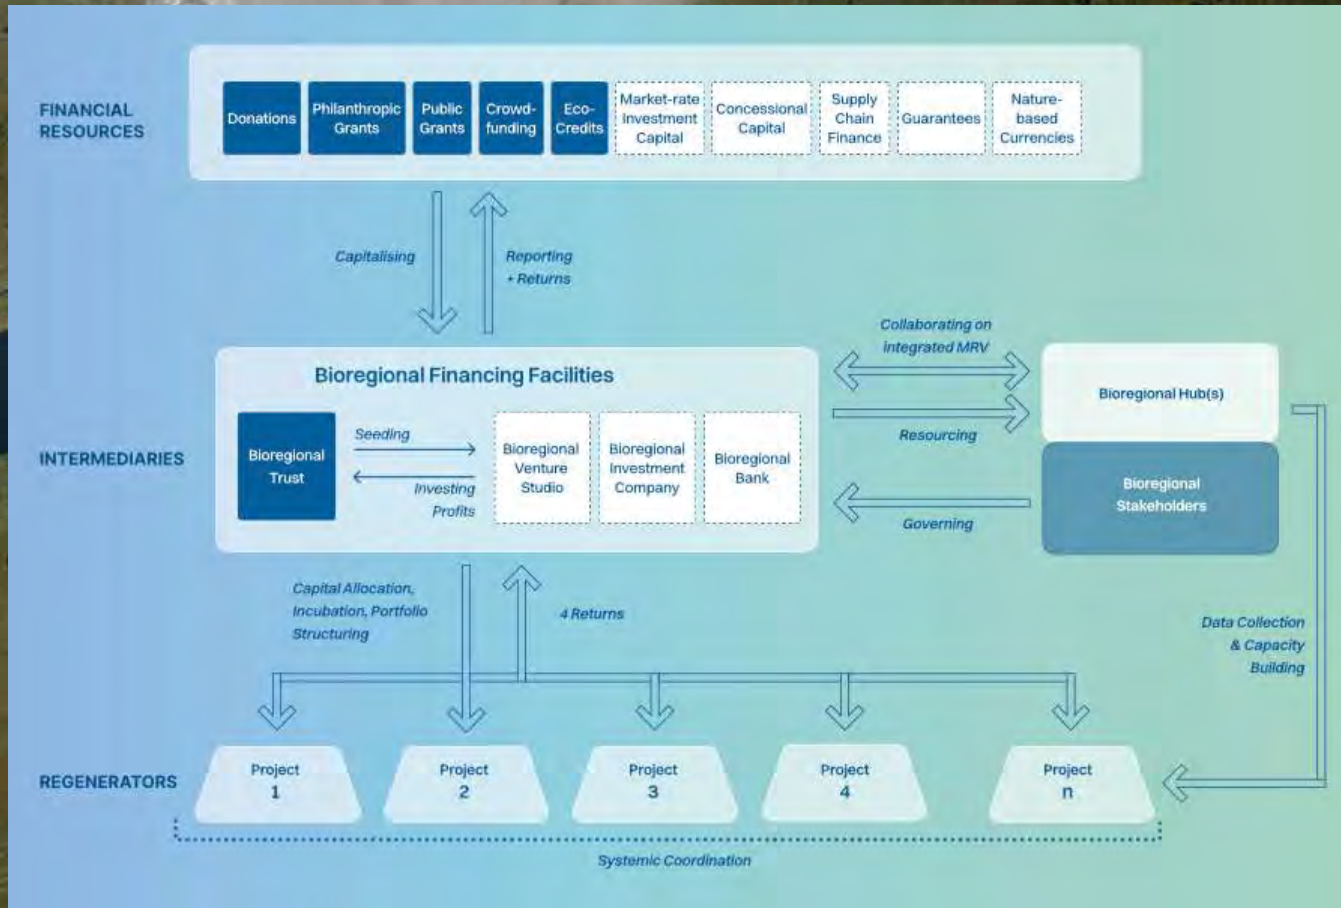 FINANCIAL
RESOURCES
Donations
Philanthropic
Grants
Public
Grants
Crowd-
funding
Eco-
Credits
Market-rate
Investment
Capital
Concessional
Capital
Supply
Chain
Finance
Guarantees
Nature-
based
Currencies
Capitalising
Reporting
+ Returns
Bioregional Financing Facilities
INTERMEDIARIES
Bioregional
Trust
Seeding
Investing
Profits
Bioregional
Venture
Studio
Bioregional
Investment
Company
Bioregional
Bank
Collaborating on
integrated MRV
Resourcing
Governing
Bioregional Hub(s)
Bioregional
Stakeholders
Capital Allocation,
Incubation, Portfolio
Structuring
4 Returns
Data Collection
& Capacity
Building
REGENERATORS
Project
1
Project
2
Project
3
Project
4
Project
n
Systemic Coordination